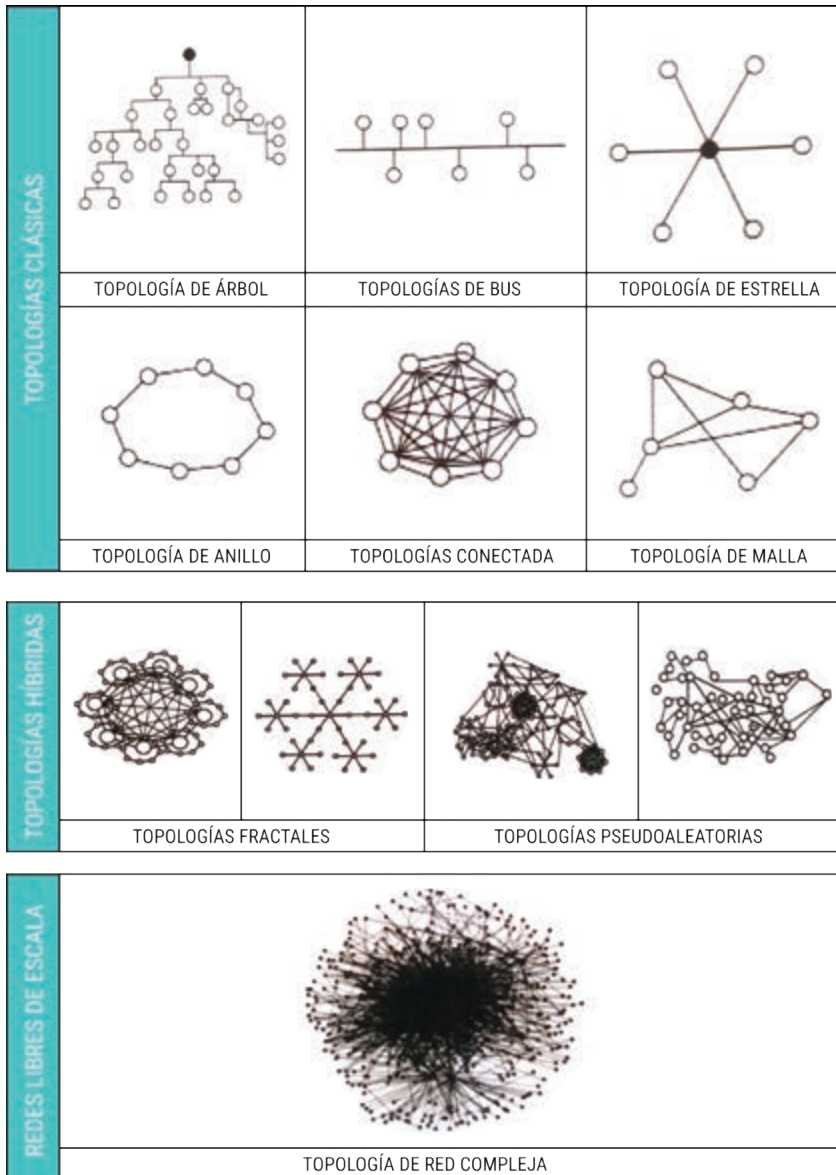 TOPOLOGÍAS CLÁSICAS
TOPOLOGÍA DE ÁRBOL
TOPOLOGÍAS DE BUS
TOPOLOGÍA DE ESTRELLA
TOPOLOGÍA DE ANILLO
TOPOLOGÍAS CONECTADA
TOPOLOGÍA DE MALLA
TOPOLOGÍAS HÍBRIDAS
TOPOLOGÍAS FRACTALES
TOPOLOGÍAS PSEUDOALEATORIAS
REDES LIBRES DE ESCALA
TOPOLOGÍA DE RED COMPLEJA